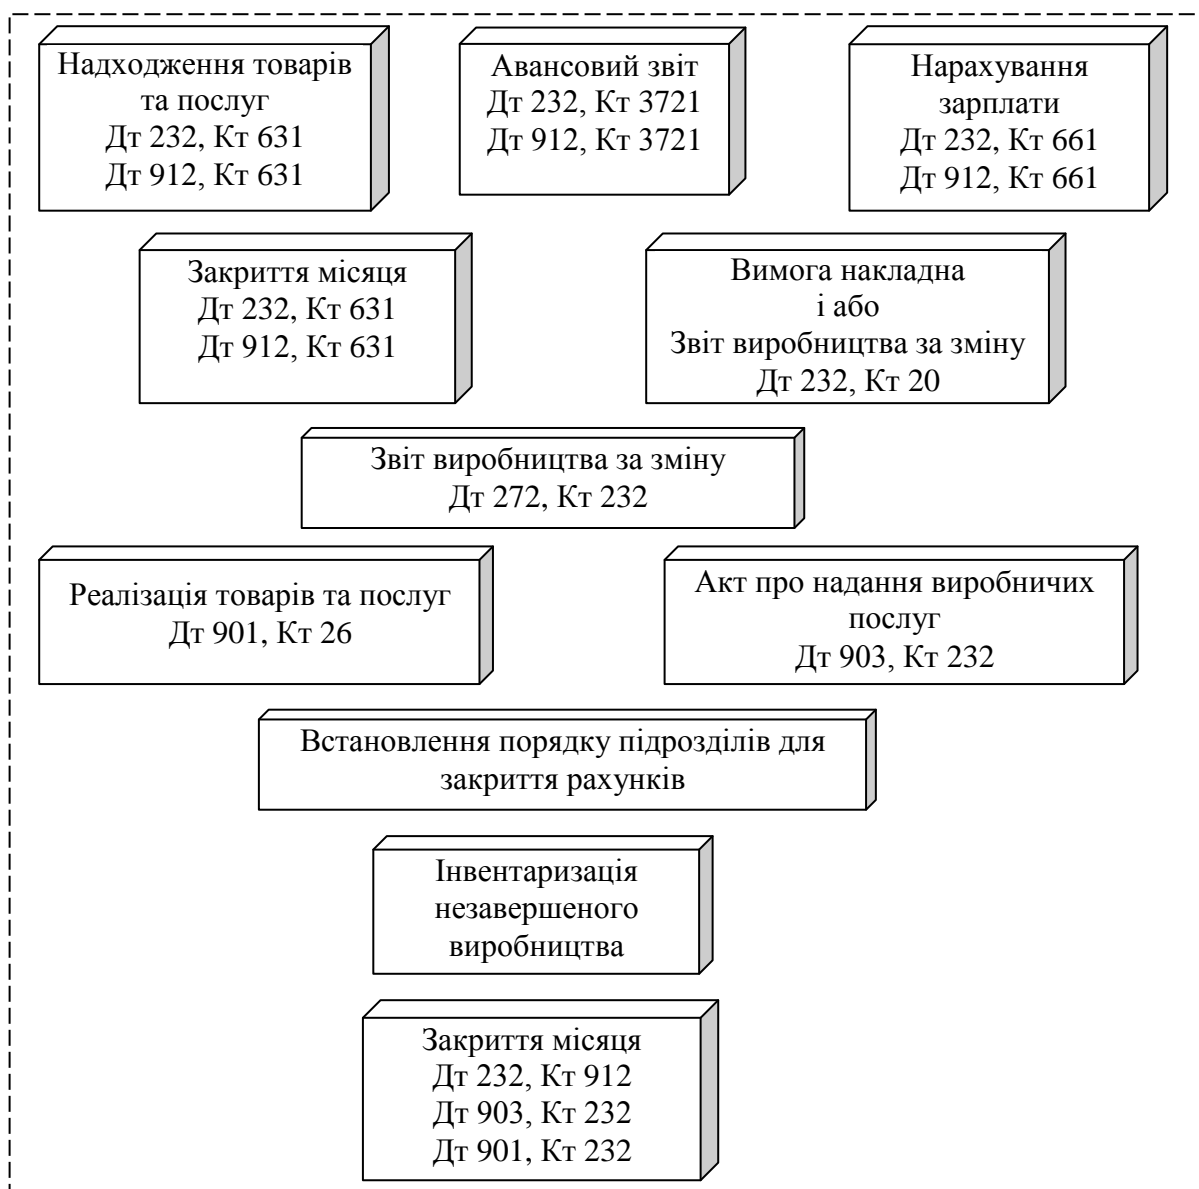 Надходження товарів
та послуг
Дт 232, Кт 631
Дт 912, Кт 631
Авансовий звіт
Дт 232, Кт 3721
Дт 912, Кт 3721
Нарахування
зарплати
Дт 232, Кт 661
Дт 912, Кт 661
Закриття місяця
Дт 232, Кт 631
Дт 912, Кт 631
Вимога накладна
і або
Звіт виробництва за зміну
Дт 232, Кт 20
Звіт виробництва за зміну
Дт 272, Кт 232
Реалізація товарів та послуг
Дт 901, Кт 26
Акт про надання виробничих
послуг
Дт 903, Кт 232
Встановлення порядку підрозділів для
закриття рахунків
Інвентаризація
незавершеного
виробництва
Закриття місяця
Дт 232, Кт 912
Дт 903, Кт 232
Дт 901, Кт 232